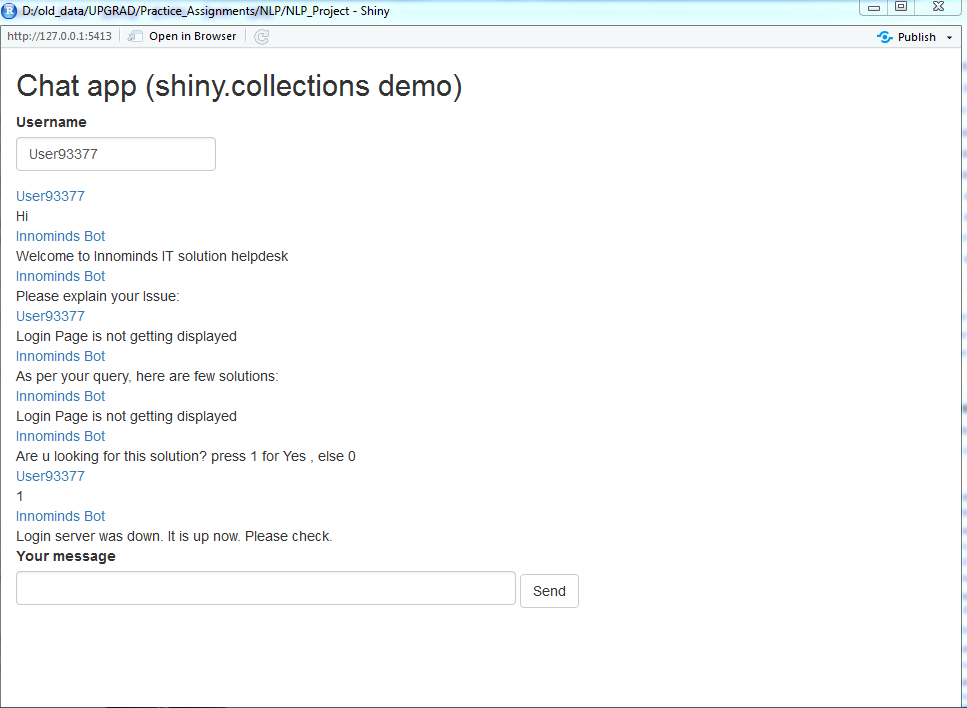 D:/old_data/UPGRAD/Practice_Assignments/NLP/NLP_Project - Shiny
http://127.0.0.1:5413 Open in Browser Publish
Chat app (shiny.collections demo)
Username
User93377
User93377
Hi
Innominds Bot
Welcome to Innominds IT solution helpdesk
Innominds Bot
Please explain your Issue:
User93377
Login Page is not getting displayed
Innominds Bot
As per your query, here are few solutions:
Innominds Bot
Login Page is not getting displayed
Innominds Bot
Are u looking for this solution? press 1 for Yes , else 0
User93377
1
Innominds Bot
Login server was down. It is up now. Please check.
Your message
Send